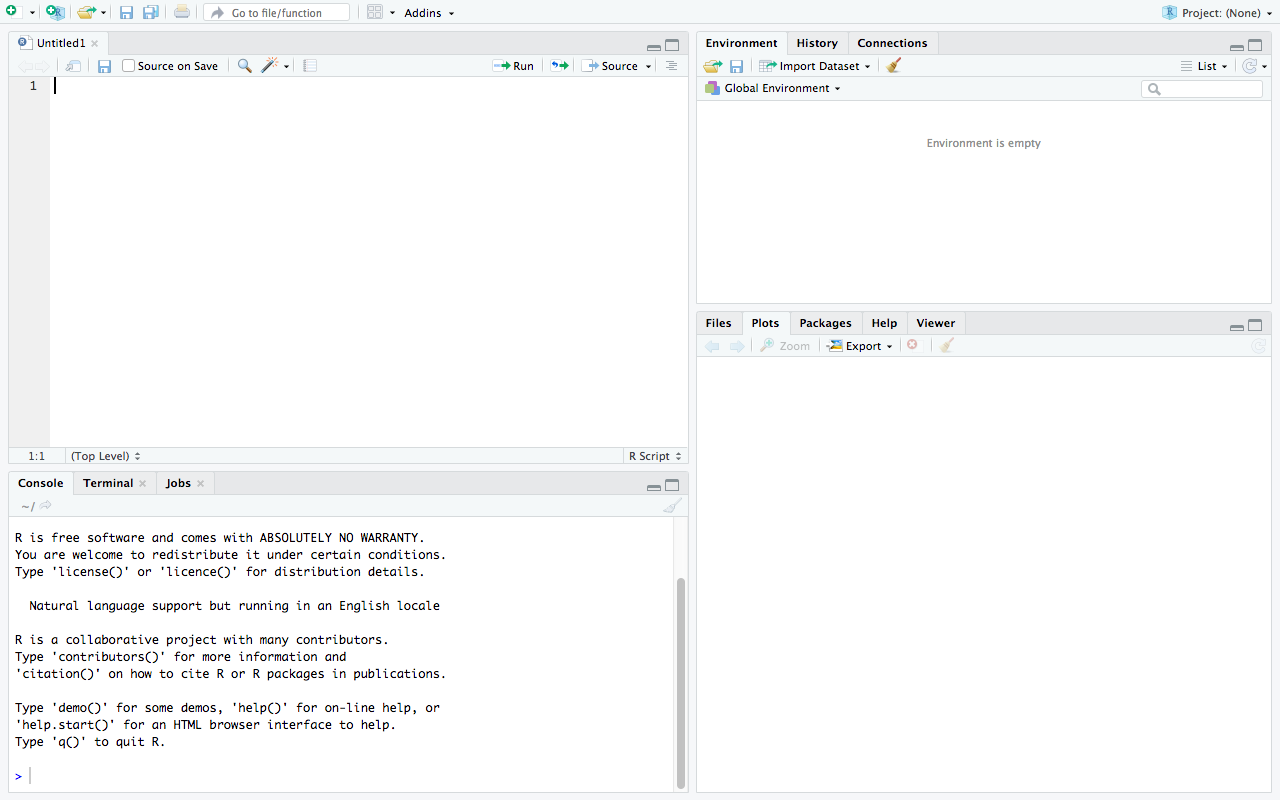 Go to file/function
Addins
Project: (None)
Untitled1
Source on Save
Run
Source
1
1:1
(Top Level)
R Script
Console
Terminal
Jobs
~/
R is free software and comes with ABSOLUTELY NO WARRANTY.
You are welcome to redistribute it under certain conditions.
Type 'license()' or 'licence()' for distribution details.
Natural language support but running in an English locale
R is a collaborative project with many contributors.
Type 'contributors()' for more information and
'citation()' on how to cite R or R packages in publications.
Type 'demo()' for some demos, 'help()' for on-line help, or
'help.start()' for an HTML browser interface to help.
Type 'q()' to quit R.
>
Environment
History
Connections
Import Dataset
List
Global Environment
Environment is empty
Files
Plots
Packages
Help
Viewer
Zoom
Export